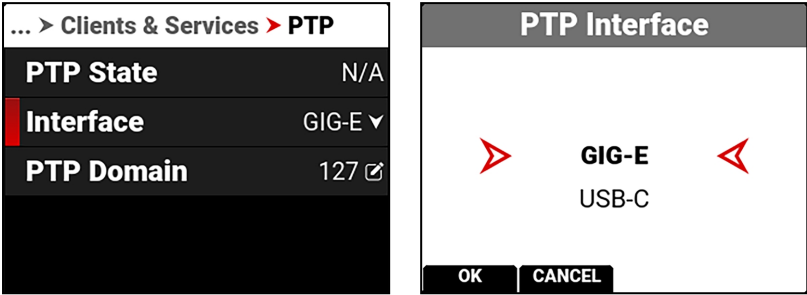 ... > Clients & Services > PTP
PTP State N/A
Interface GIG-E
PTP Domain 127
PTP Interface
GIG-E
USB-C
OK CANCEL